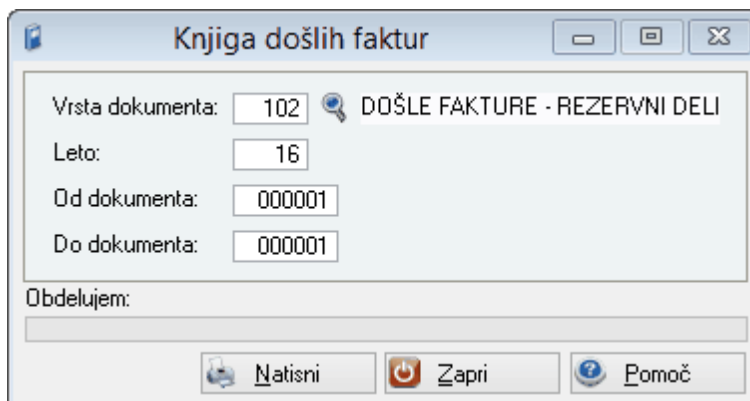 Knjiga došlih faktur
Vrsta dokumenta: 102 DOŠLE FAKTURE - REZERVNI DELI
Leto: 16
Od dokumenta: 000001
Do dokumenta: 000001
Obdelujem:
Natisni Zapri Pomoč